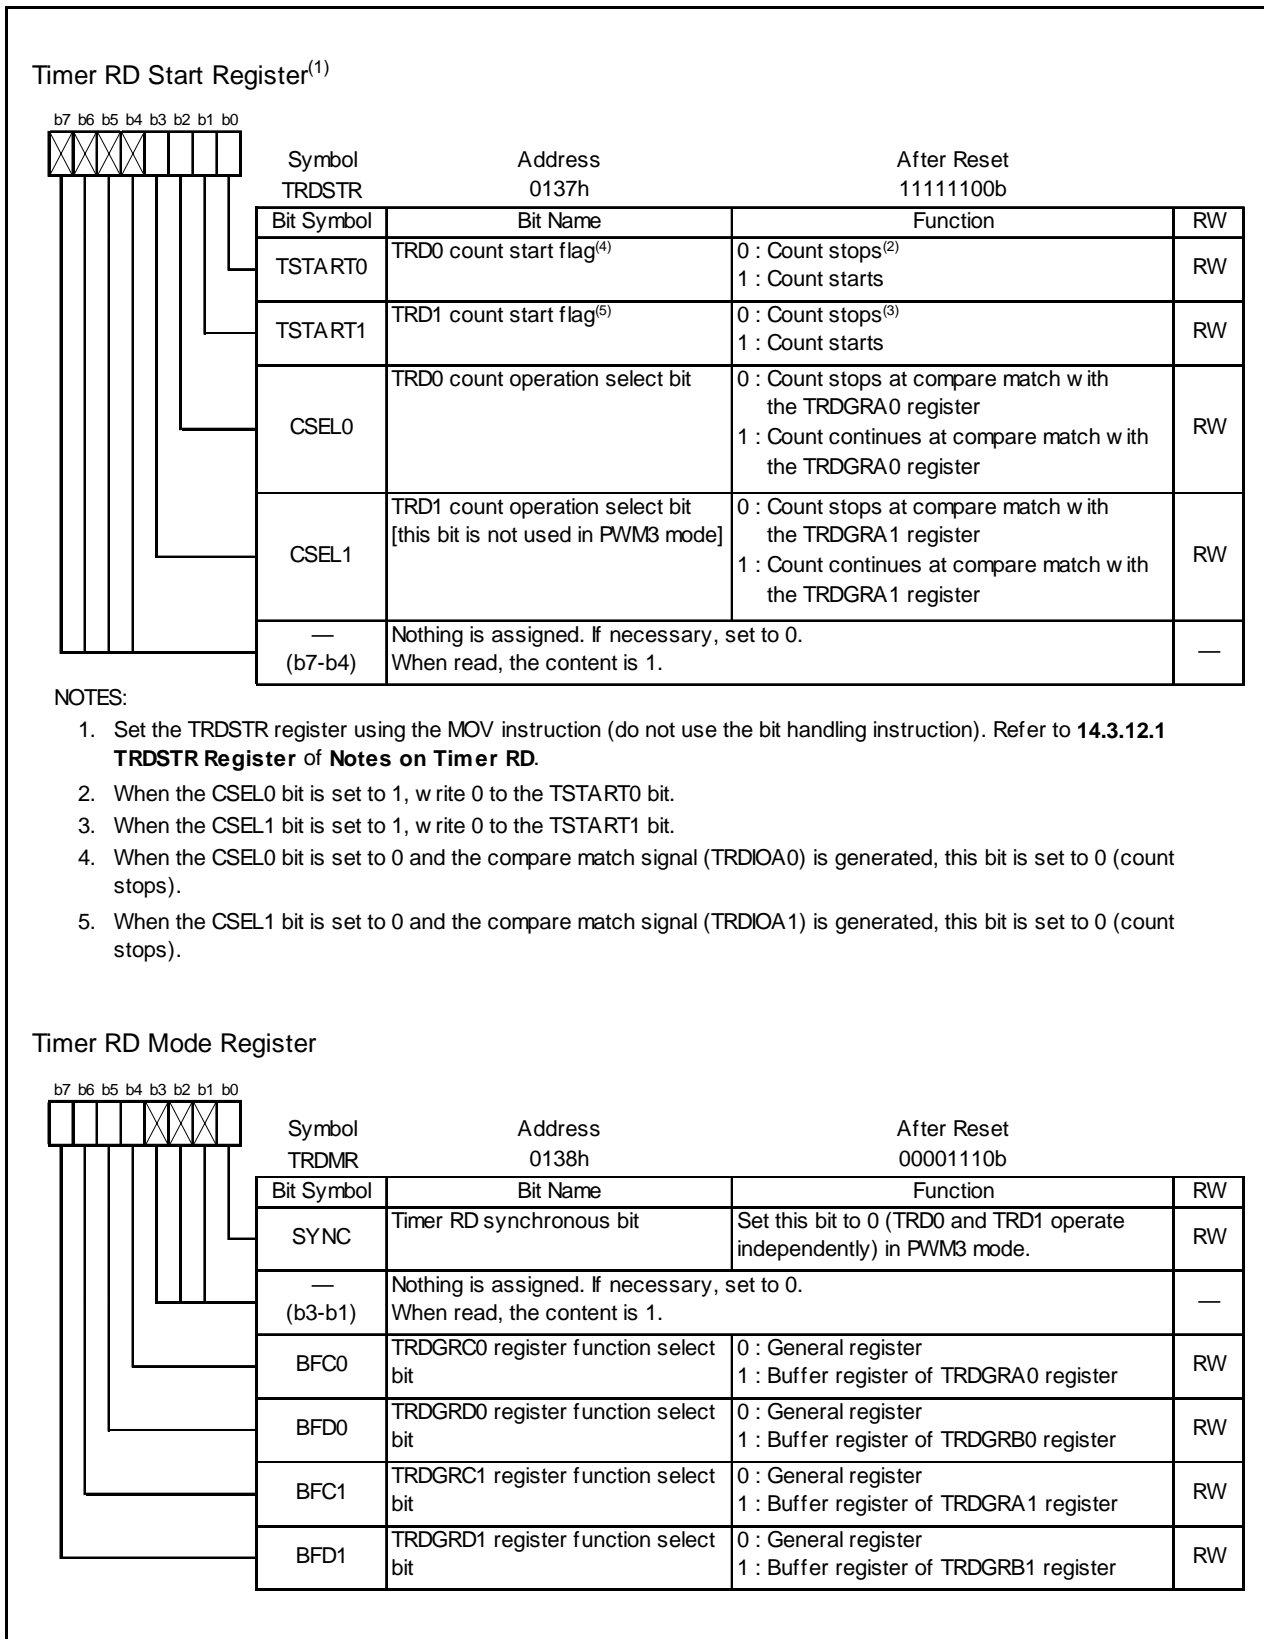 Timer RD Start Register(1)
b7 b6 b5 b4 b3 b2 b1 b0
Symbol Address After Reset
TRDSTR 0137h 11111100b
Bit Symbol Bit Name Function RW
TSTART0 TRD0 count start flag(4) 0 : Count stops(2) RW
1 : Count starts
TSTART1 TRD1 count start flag(5) 0 : Count stops(3) RW
1 : Count starts
CSEL0 TRD0 count operation select bit 0 : Count stops at compare match with RW
the TRDGRA0 register
1 : Count continues at compare match with
the TRDGRA0 register
CSEL1 TRD1 count operation select bit 0 : Count stops at compare match with RW
[this bit is not used in PWM3 mode] the TRDGRA1 register
1 : Count continues at compare match with
the TRDGRA1 register
— Nothing is assigned. If necessary, set to 0. —
(b7-b4) When read, the content is 1.
NOTES:
1. Set the TRDSTR register using the MOV instruction (do not use the bit handling instruction). Refer to 14.3.12.1
TRDSTR Register of Notes on Timer RD.
2. When the CSEL0 bit is set to 1, write 0 to the TSTART0 bit.
3. When the CSEL1 bit is set to 1, write 0 to the TSTART1 bit.
4. When the CSEL0 bit is set to 0 and the compare match signal (TRDIOA0) is generated, this bit is set to 0 (count
stops).
5. When the CSEL1 bit is set to 0 and the compare match signal (TRDIOA1) is generated, this bit is set to 0 (count
stops).
Timer RD Mode Register
b7 b6 b5 b4 b3 b2 b1 b0
Symbol Address After Reset
TRDMR 0138h 00001110b
Bit Symbol Bit Name Function RW
SYNC Timer RD synchronous bit Set this bit to 0 (TRD0 and TRD1 operate RW
independently) in PWM3 mode.
— Nothing is assigned. If necessary, set to 0. —
(b3-b1) When read, the content is 1.
BFC0 TRDGRC0 register function select 0 : General register RW
bit 1 : Buffer register of TRDGRA0 register
BFD0 TRDGRD0 register function select 0 : General register RW
bit 1 : Buffer register of TRDGRB0 register
BFC1 TRDGRC1 register function select 0 : General register RW
bit 1 : Buffer register of TRDGRA1 register
BFD1 TRDGRD1 register function select 0 : General register RW
bit 1 : Buffer register of TRDGRB1 register